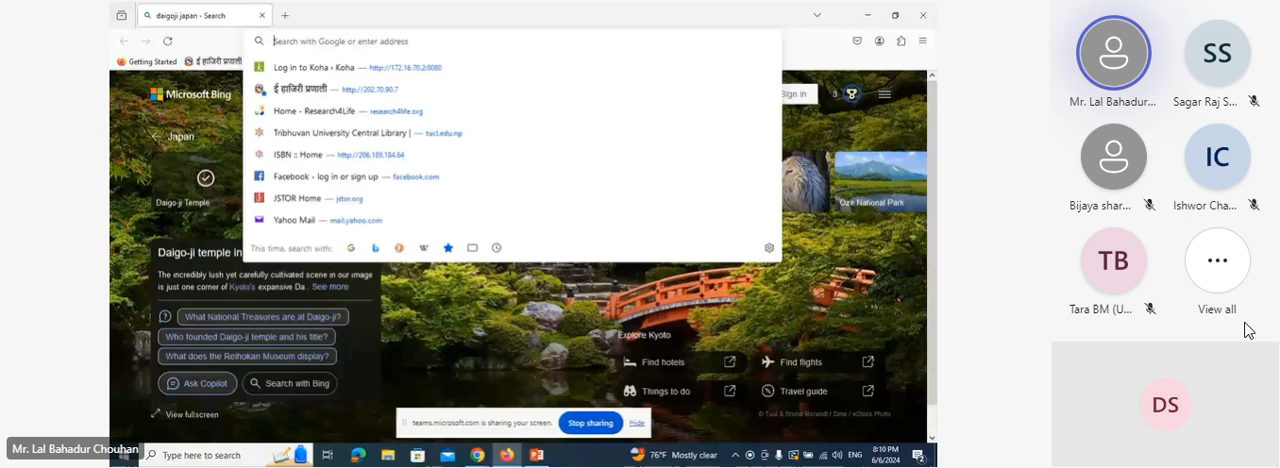 daigoji japan - Search
Search with Google or enter address
Getting Started ई हाजिरी प्रणाली
Log in to Koha › Koha — http://172.16.70.2:8080
ई हाजिरी प्रणाली — http://202.70.90.7
Home - Research4Life — research4life.org
Tribhuvan University Central Library | — tucl.edu.np
ISBN :: Home — http://206.189.184.64
Facebook - log in or sign up — facebook.com
JSTOR Home — jstor.org
Yahoo Mail — mail.yahoo.com
This time, search with:
Microsoft Bing
Sign in 3
Japan
Daigo-ji Temple
Oze National Park
Daigo-ji temple in
The incredibly lush yet carefully cultivated scene in our image
is just one corner of Kyoto's expansive Da.. See more
What National Treasures are at Daigo-ji?
Who founded Daigo-ji temple and his title?
What does the Reihokan Museum display?
Ask Copilot Search with Bing
View fullscreen
Explore Kyoto
Find hotels Find flights
Things to do Travel guide
teams.microsoft.com is sharing your screen. Stop sharing Hide
Mr. Lal Bahadur Chouhan
Type here to search
76°F Mostly clear
ENG
8:10 PM
6/6/2024
2
Mr. Lal Bahadur...
SS
Sagar Raj S...
Bijaya shar...
IC
Ishwor Cha...
TB
Tara BM (U...
View all
DS